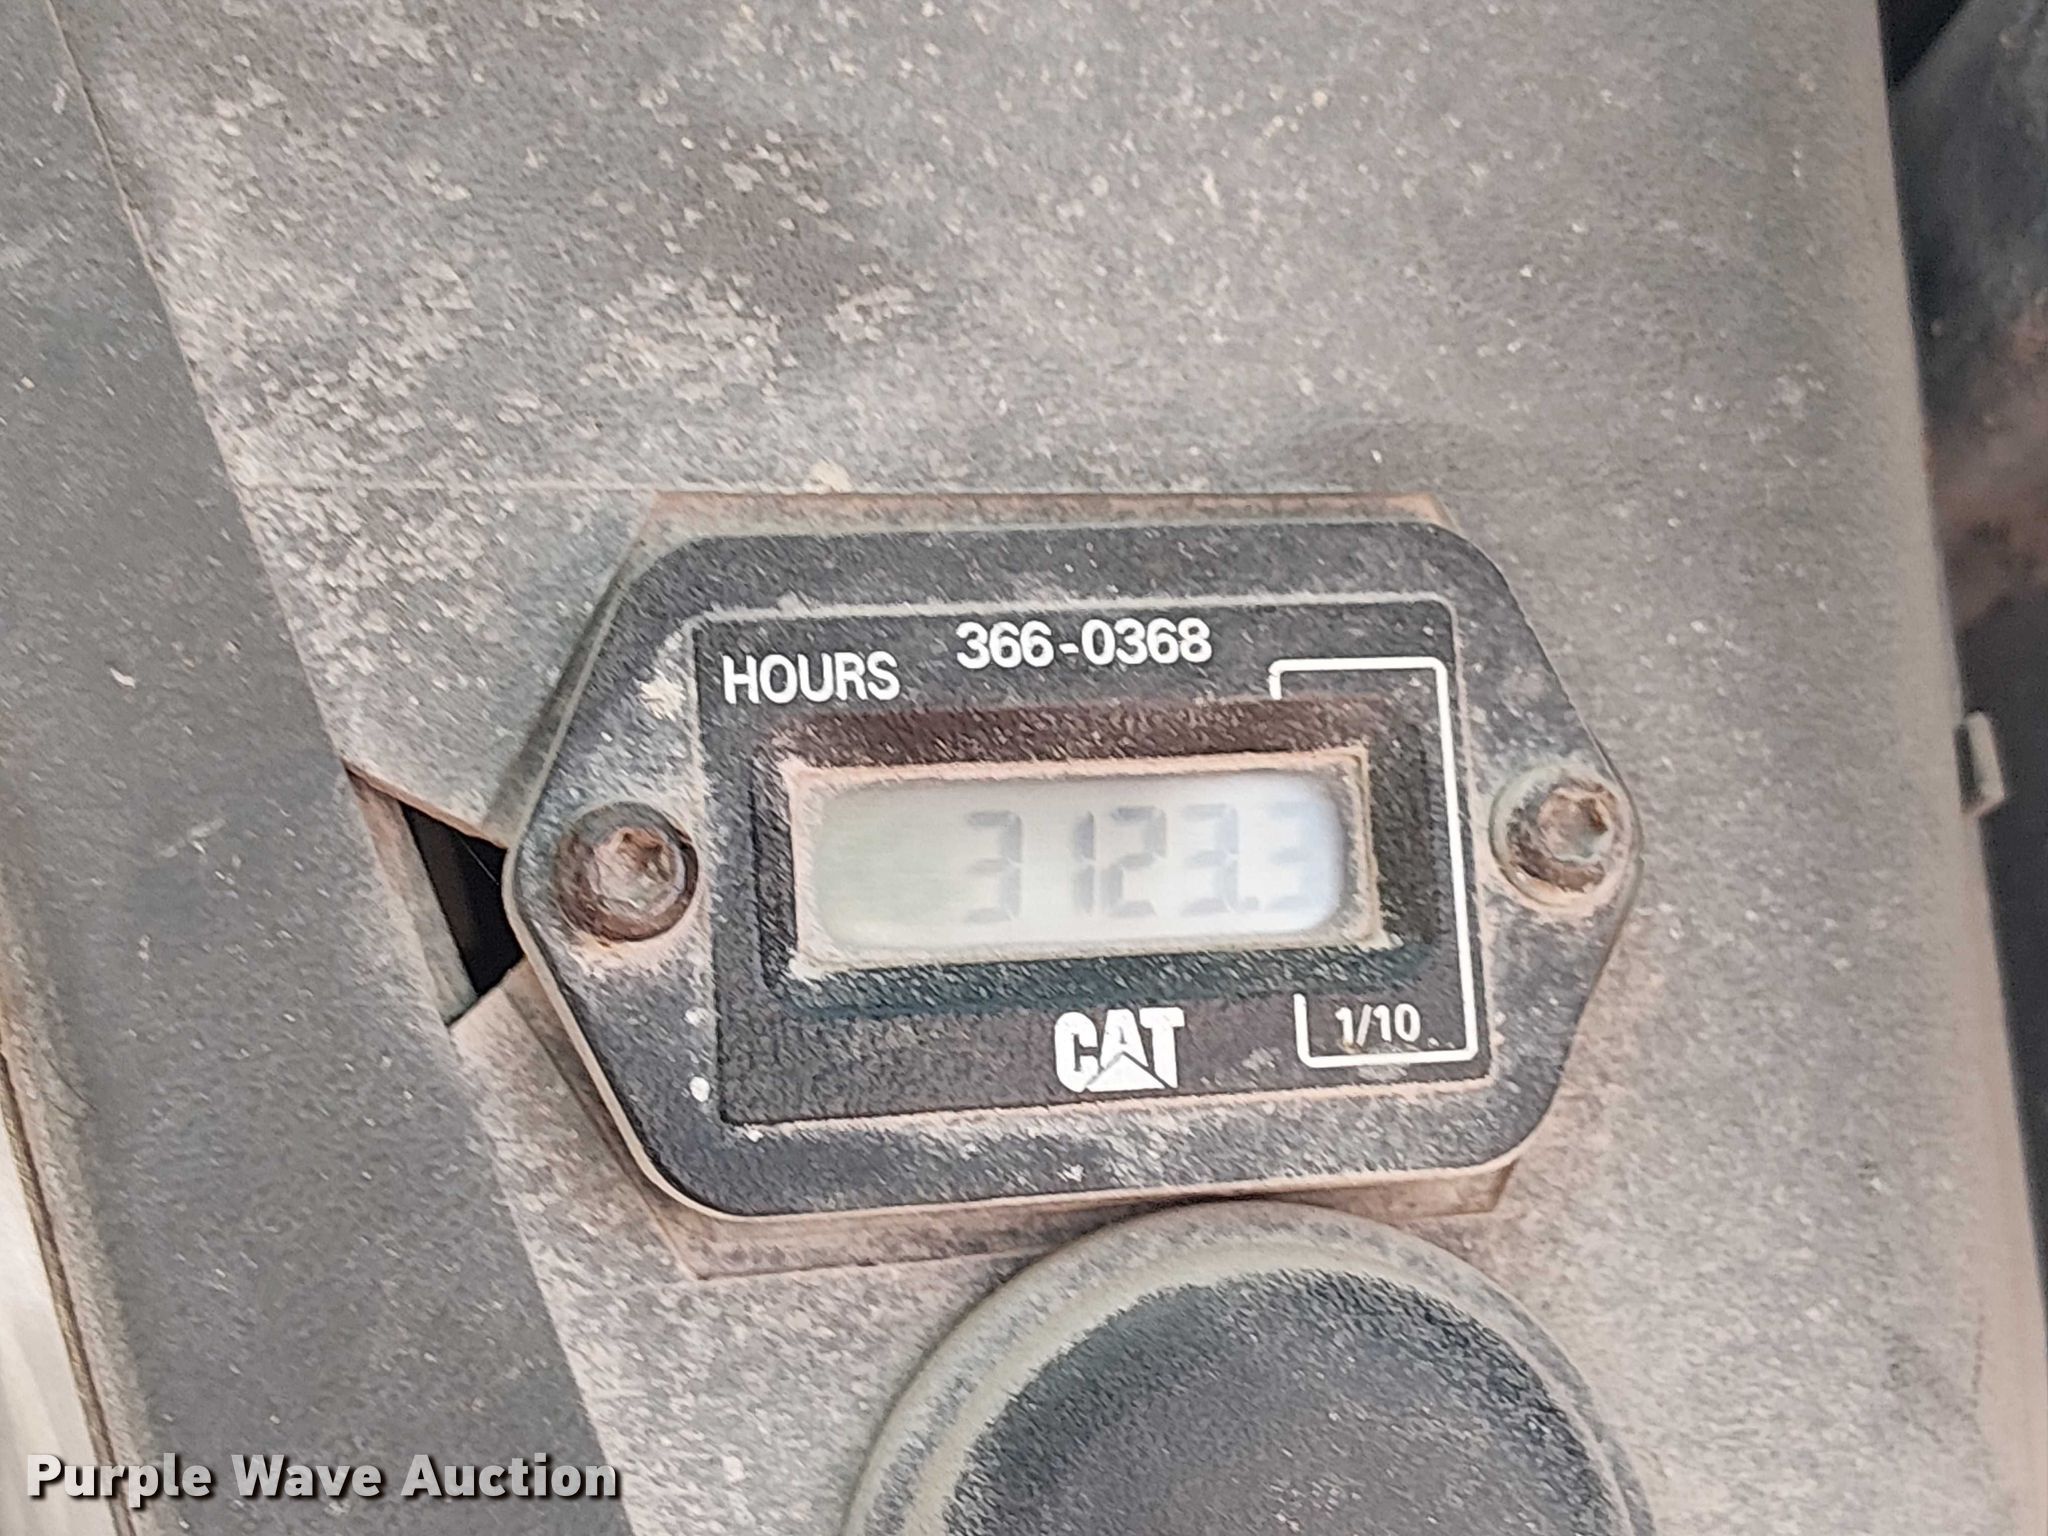 366-0368
HOURS
3123.3
CAT
1/10
Purple Wave Auction